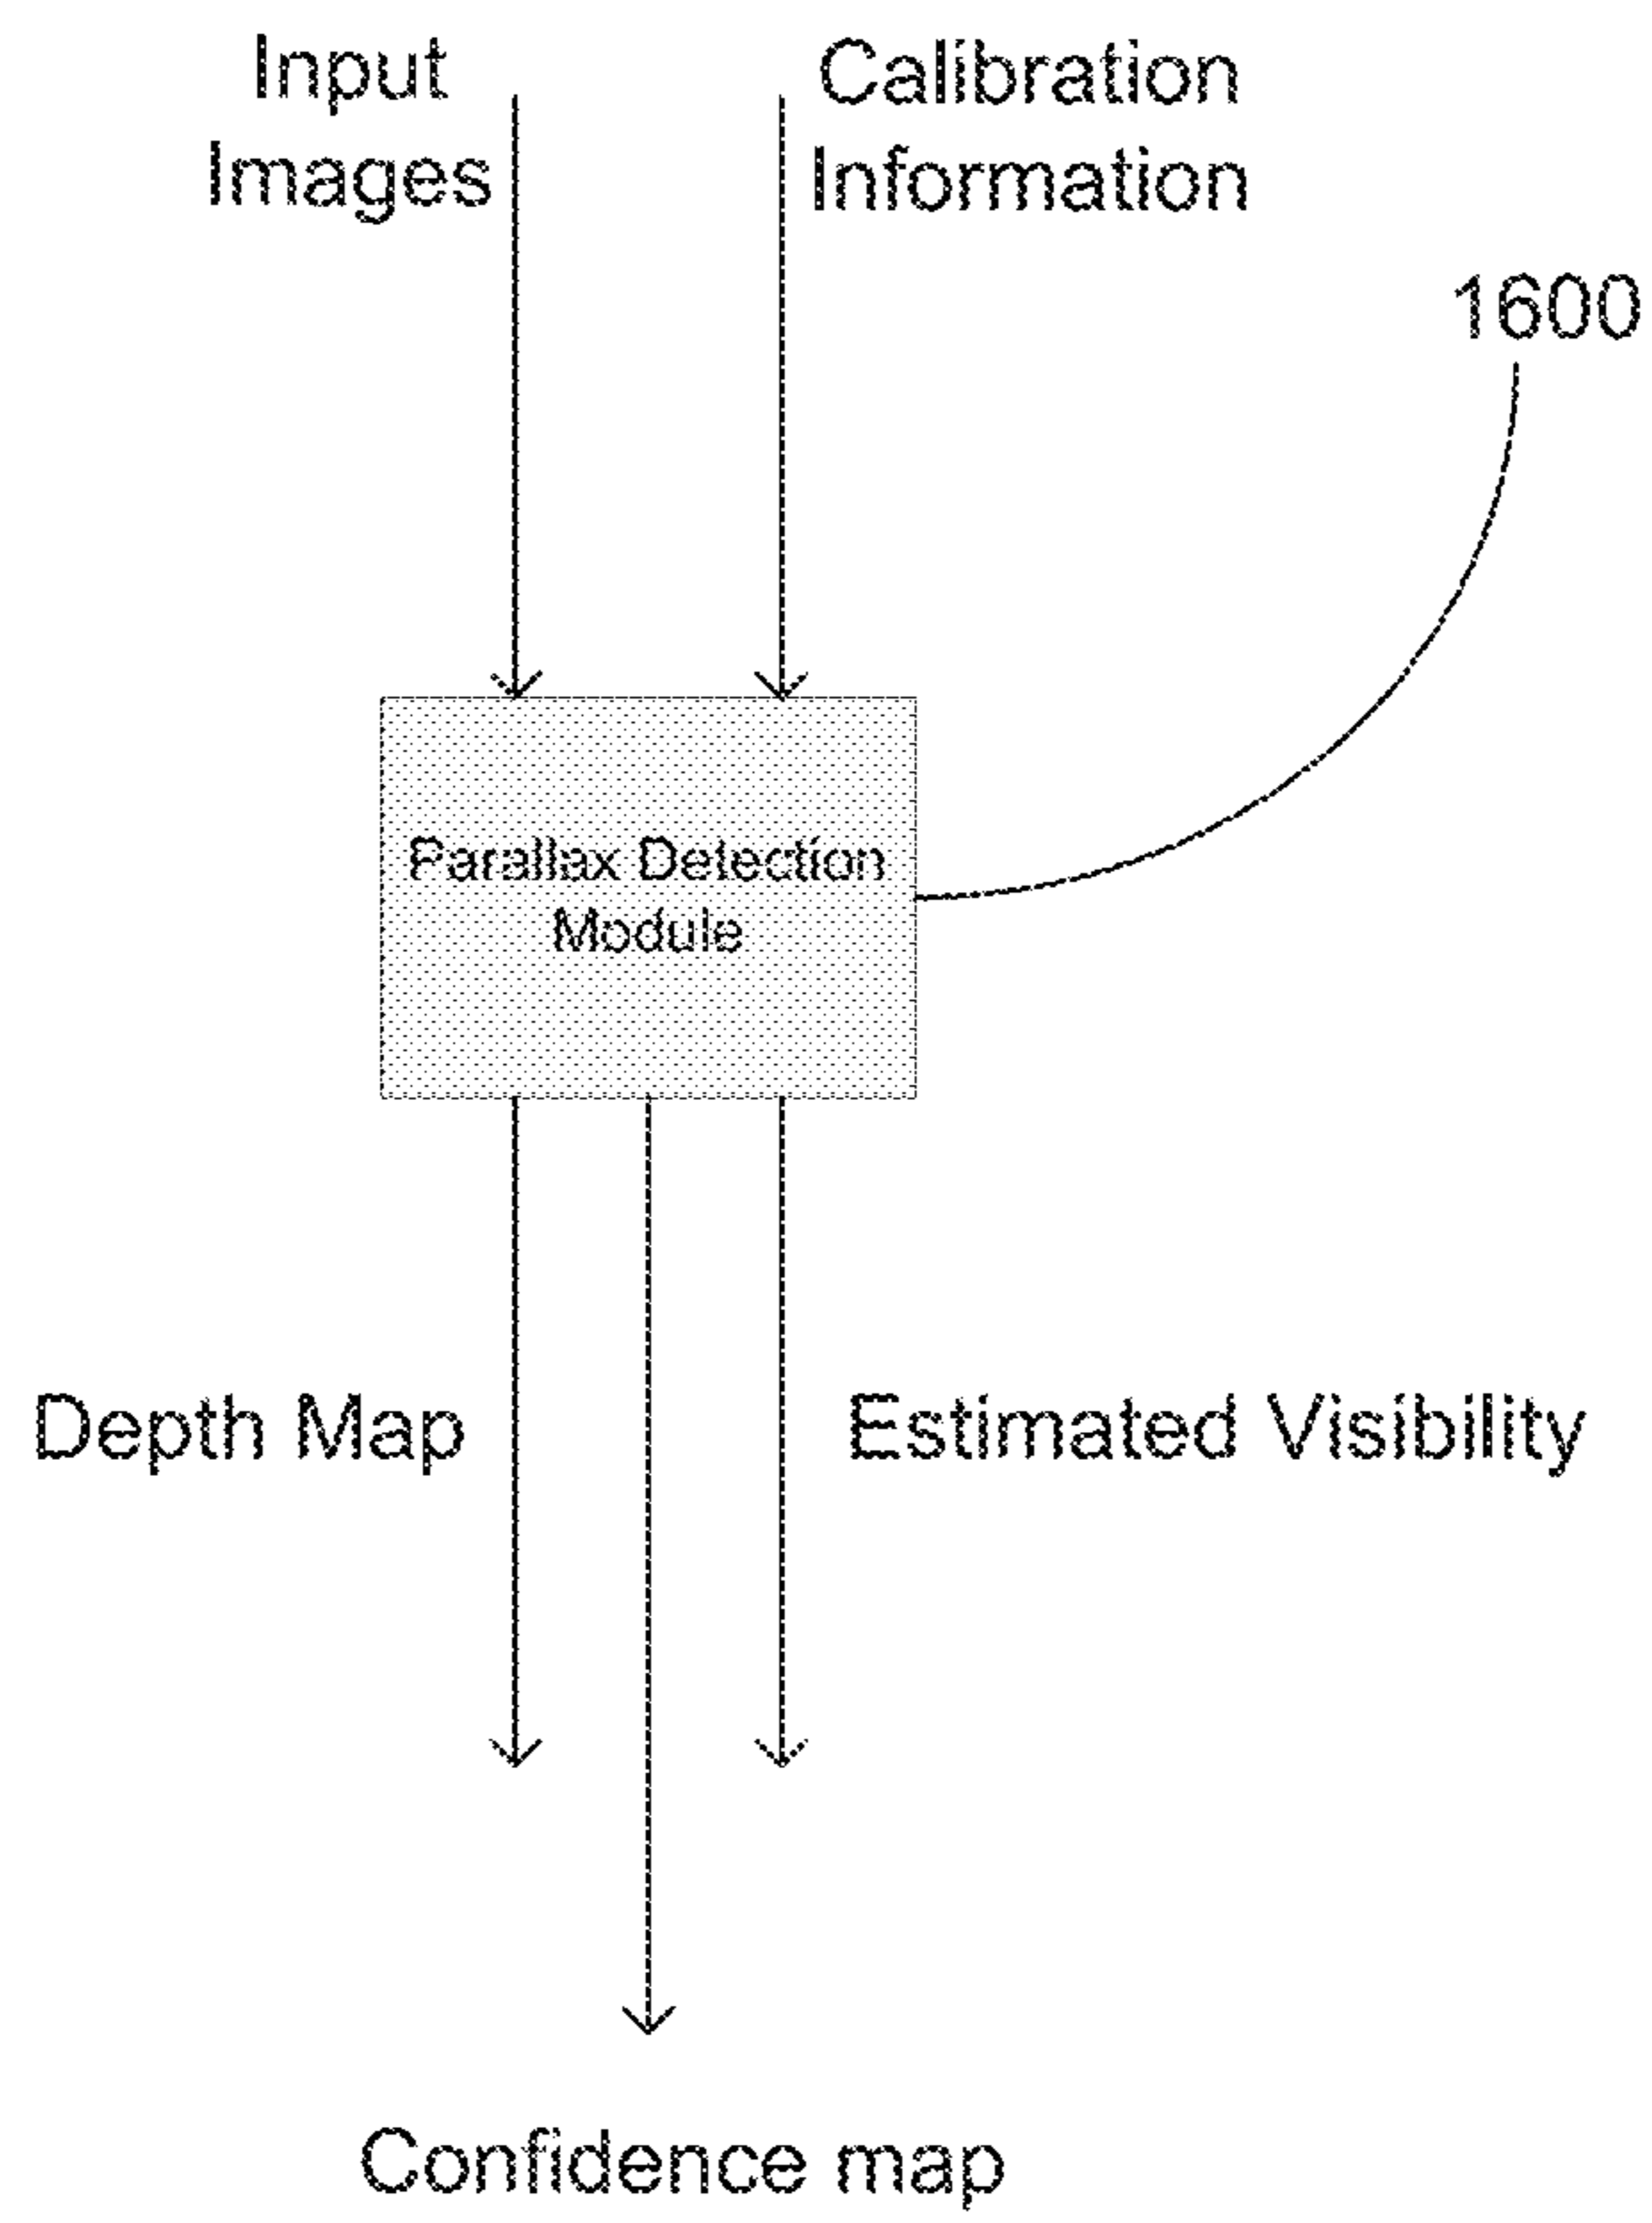 Input
Images
Calibration
Information
1600
Parallax Detection
Module
Depth Map
Estimated Visibility
Confidence map